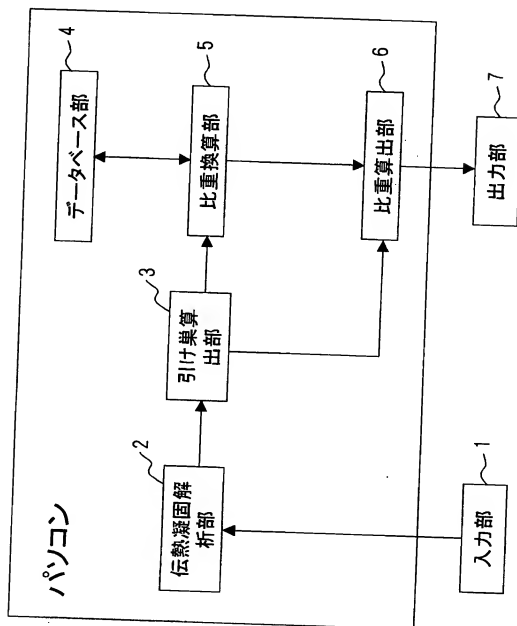 パソコン
データベース部
4
伝熱凝固解
析部
2
引け巣算
出部
3
比重換算部
5
比重算出部
6
入力部
1
出力部
7